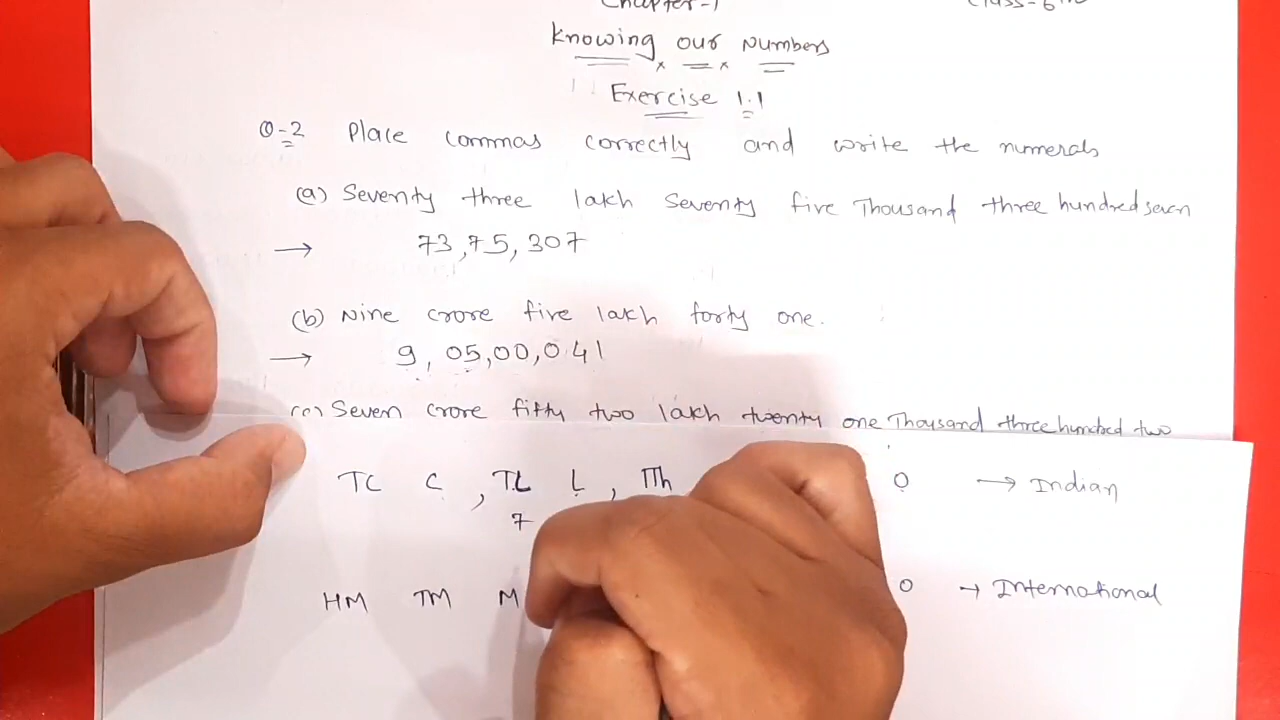 Chapter-1 Class-6th
Knowing our Numbers
Exercise 1.1
Q-2 Place commas correctly and write the numerals
(a) Seventy three lakh Seventy five Thousand three hundred seven
→ 73,75,307
(b) Nine crore five lakh forty one.
→ 9,05,00,041
(c) Seven crore fifty two lakh twenty one Thousand three hundred two
TC C , TL L , TTh O → Indian
7
HM TM M O → International